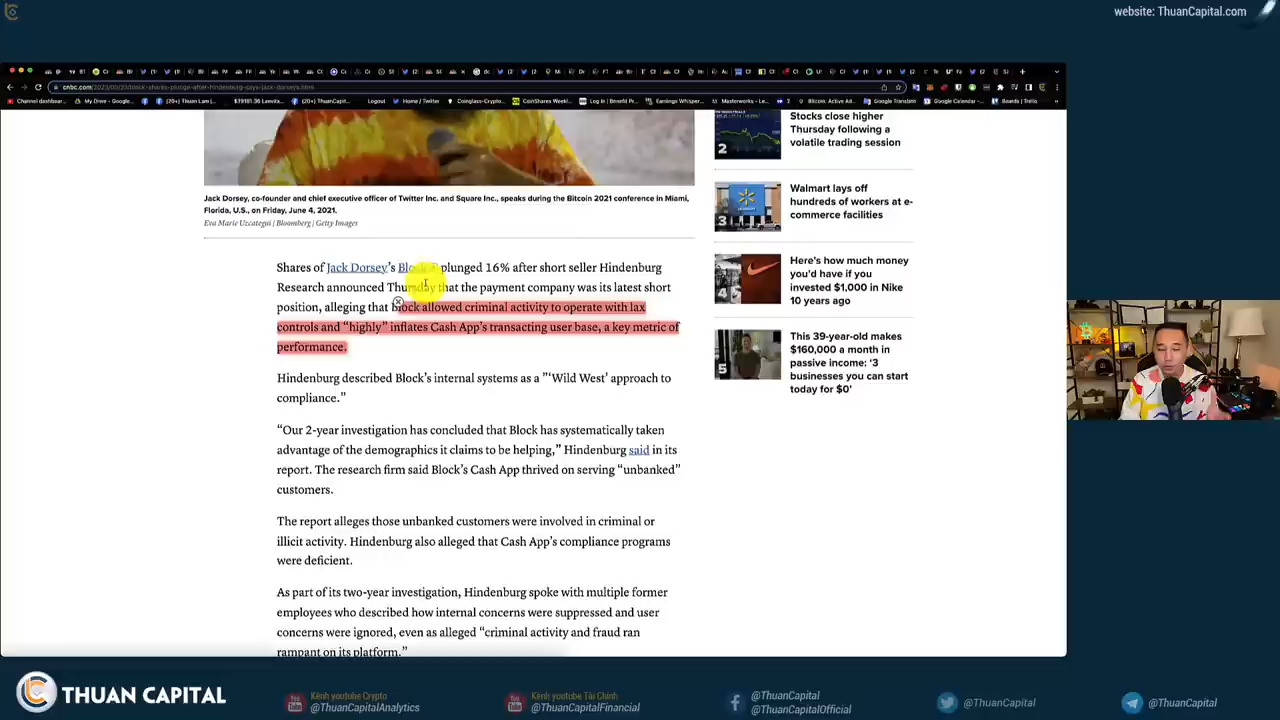 website: ThuanCapital.com
cnbc.com/2023/03/23/block-shares-plunge-after-hindenburg-says-jack-dorseys.html
Channel dashboar...
My Drive - Google...
(20+) Thuan Lam |...
$39181.36 | awvita...
(20+) ThuanCapit...
Logout
Home / Twitter
Coinglass-Crypto...
CoinShares Weekl...
Log In | Benefit Pr...
Earnings Whisper...
Masterworks – Le...
Bitcoin: Active Ad...
Google Translate
Google Calendar -...
Boards | Trello
Jack Dorsey, co-founder and chief executive officer of Twitter Inc. and Square Inc., speaks during the Bitcoin 2021 conference in Miami,
Florida, U.S., on Friday, June 4, 2021.
Eva Marie Uzcategui | Bloomberg | Getty Images
Shares of Jack Dorsey's Block plunged 16% after short seller Hindenburg
Research announced Thursday that the payment company was its latest short
position, alleging that block allowed criminal activity to operate with lax
controls and "highly" inflates Cash App's transacting user base, a key metric of
performance.
Hindenburg described Block's internal systems as a "'Wild West' approach to
compliance."
"Our 2-year investigation has concluded that Block has systematically taken
advantage of the demographics it claims to be helping," Hindenburg said in its
report. The research firm said Block's Cash App thrived on serving "unbanked"
customers.
The report alleges those unbanked customers were involved in criminal or
illicit activity. Hindenburg also alleged that Cash App's compliance programs
were deficient.
As part of its two-year investigation, Hindenburg spoke with multiple former
employees who described how internal concerns were suppressed and user
concerns were ignored, even as alleged "criminal activity and fraud ran
rampant on its platform."
2
Stocks close higher
Thursday following a
volatile trading session
3
Walmart lays off
hundreds of workers at e-
commerce facilities
4
Here's how much money
you'd have if you
invested $1,000 in Nike
10 years ago
5
This 39-year-old makes
$160,000 a month in
passive income: '3
businesses you can start
today for $0'
THUAN CAPITAL
Kênh youtube Crypto
@ThuanCapitalAnalytics
Kênh youtube Tài Chính
@ThuanCapitalFinancial
@ThuanCapital
@ThuanCapitalOfficial
@ThuanCapital
@ThuanCapital